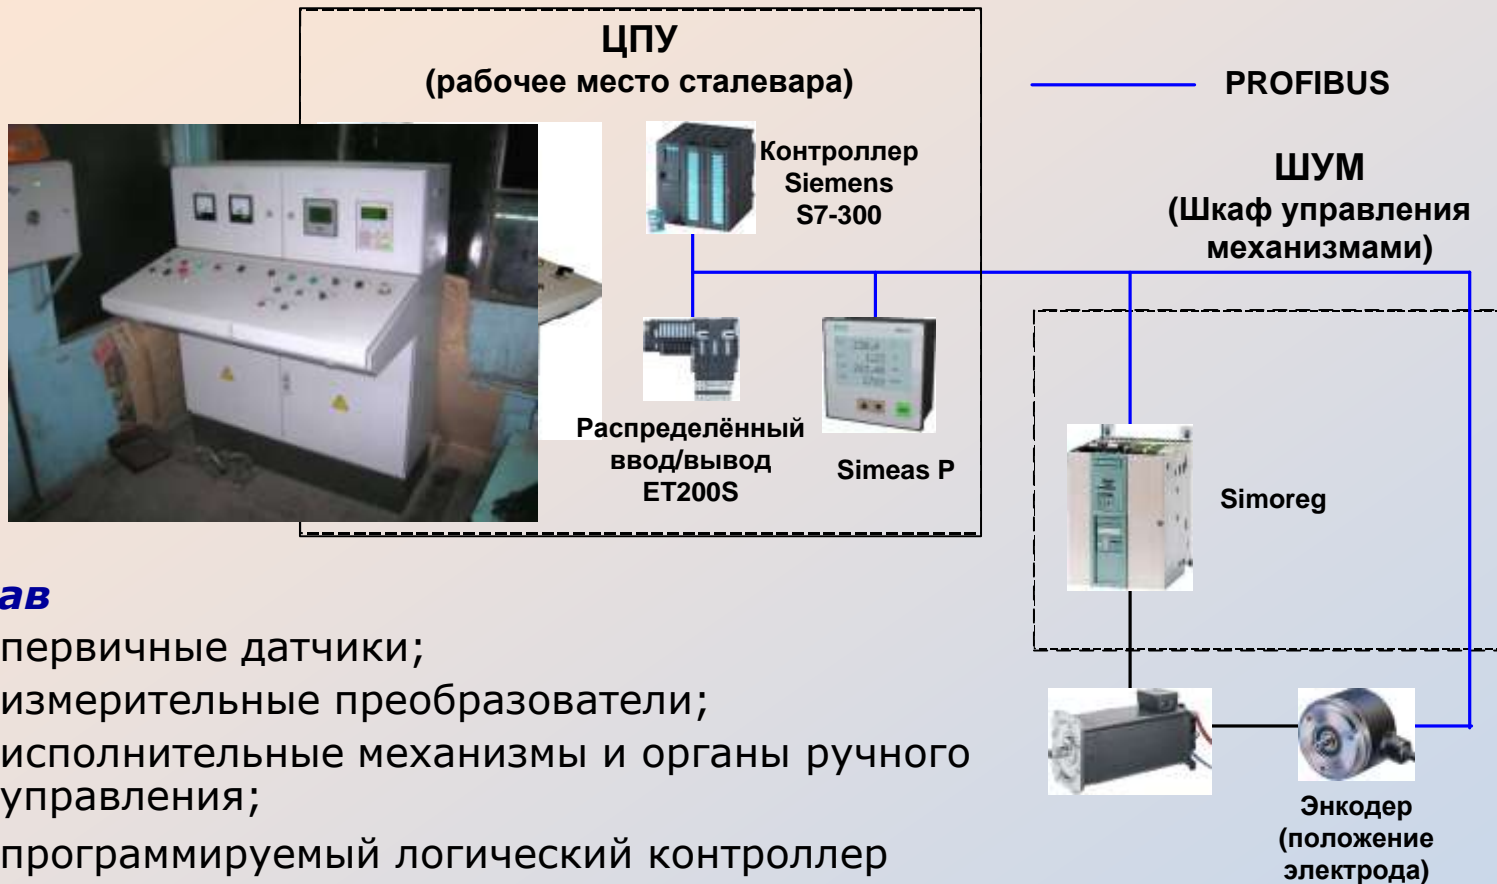 ЦПУ
(рабочее место сталевара)
PROFIBUS
Контроллер
Siemens
S7-300
ШУМ
(Шкаф управления
механизмами)
Распределённый
ввод/вывод
ET200S
Simeas P
Simoreg
ав
первичные датчики;
измерительные преобразователи;
исполнительные механизмы и органы ручного
управления;
программируемый логический контроллер
Энкодер
(положение
электрода)